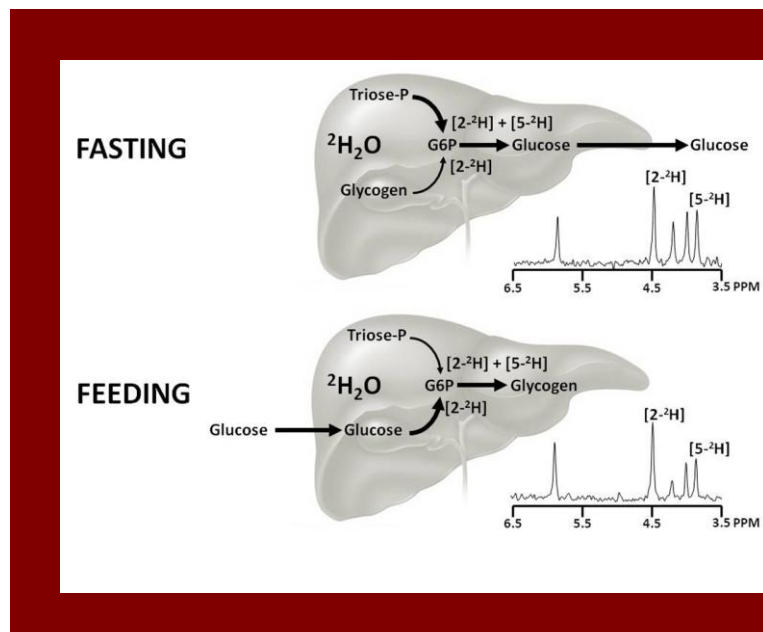 FASTING
Triose-P
²H₂O
[2-²H] + [5-²H]
G6P
Glucose
Glucose
[2-²H]
Glycogen
[2-²H]
[5-²H]
6.5 5.5 4.5 3.5 PPM
FEEDING
Triose-P
²H₂O
[2-²H] + [5-²H]
G6P
Glycogen
[2-²H]
Glucose
Glucose
[2-²H]
[5-²H]
6.5 5.5 4.5 3.5 PPM